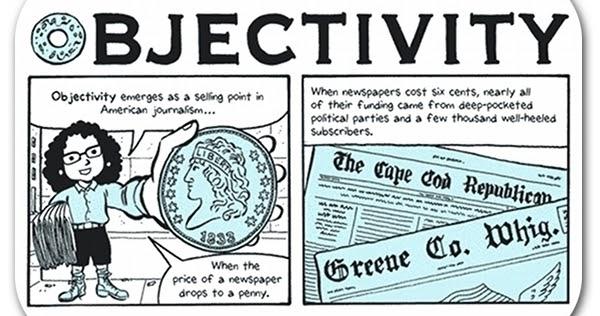 OBJECTIVITY
Objectivity emerges as a selling point in
American journalism...
LIBERTY
1833
When the
price of a newspaper
drops to a penny.
When newspapers cost six cents, nearly all
of their funding came from deep-pocketed
political parties and a few thousand well-heeled
subscribers.
The Cape Cod Republican
Greene Co. Whig.